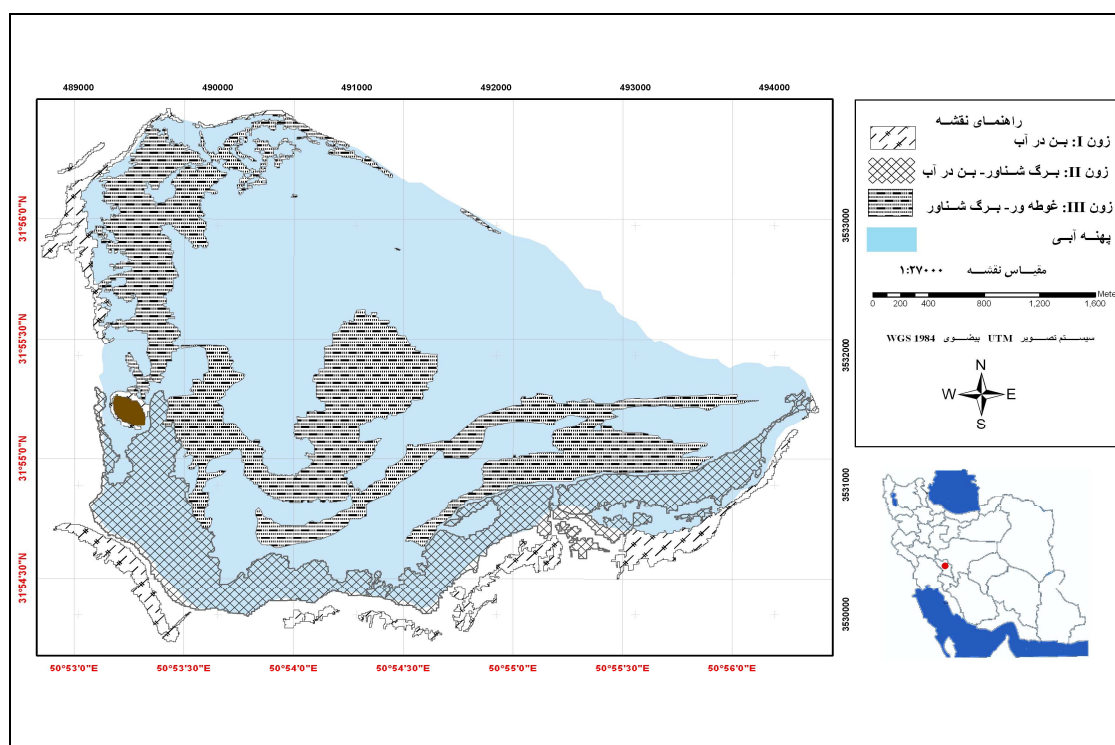 489000 490000 491000 492000 493000 494000
31°56'0"N
31°55'30"N
31°55'0"N
31°54'30"N
3533000
3532000
3531000
3530000
50°53'0"E 50°53'30"E 50°54'0"E 50°54'30"E 50°55'0"E 50°55'30"E 50°56'0"E
راهنمای نقشه
زون I: بن در آب
زون II: برگ شناور- بن در آب
زون III: غوطه ور- برگ شناور
پهنه آبی
مقیاس نقشه ۱:۲۷۰۰۰
0 200 400 800 1,200 1,600 Mete
سیستم تصویر UTM بیضوی WGS 1984
N
W E
S